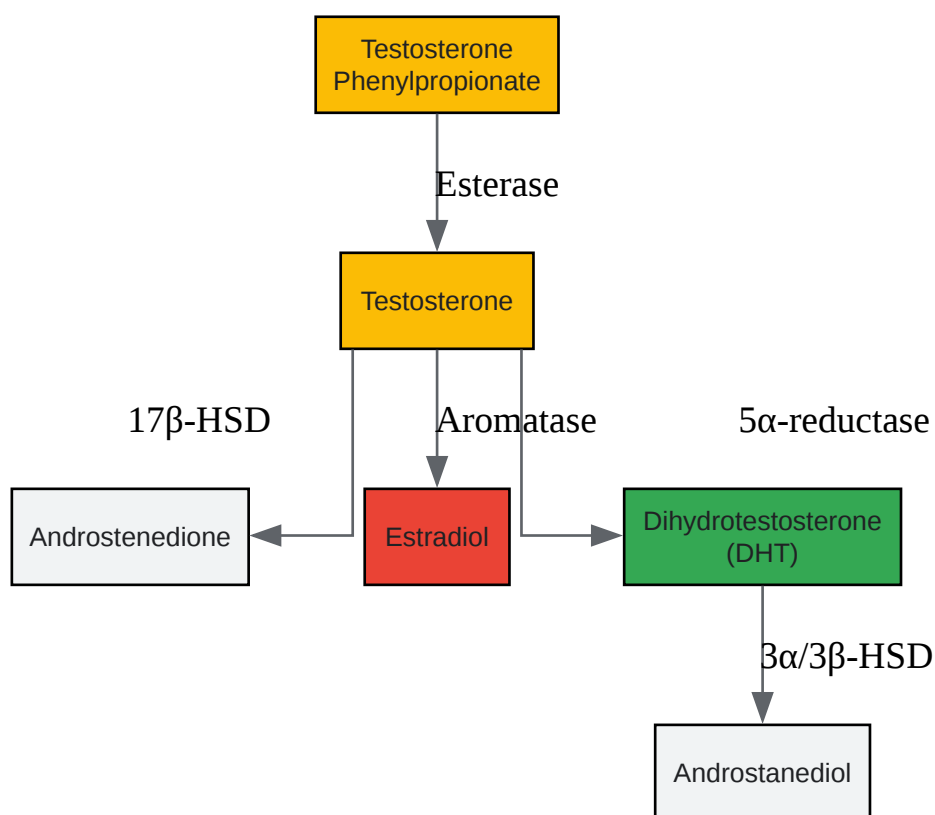 Testosterone
Phenylpropionate
Esterase
Testosterone
17β-HSD
Aromatase
5α-reductase
Androstenedione
Estradiol
Dihydrotestosterone
(DHT)
3α/3β-HSD
Androstanediol